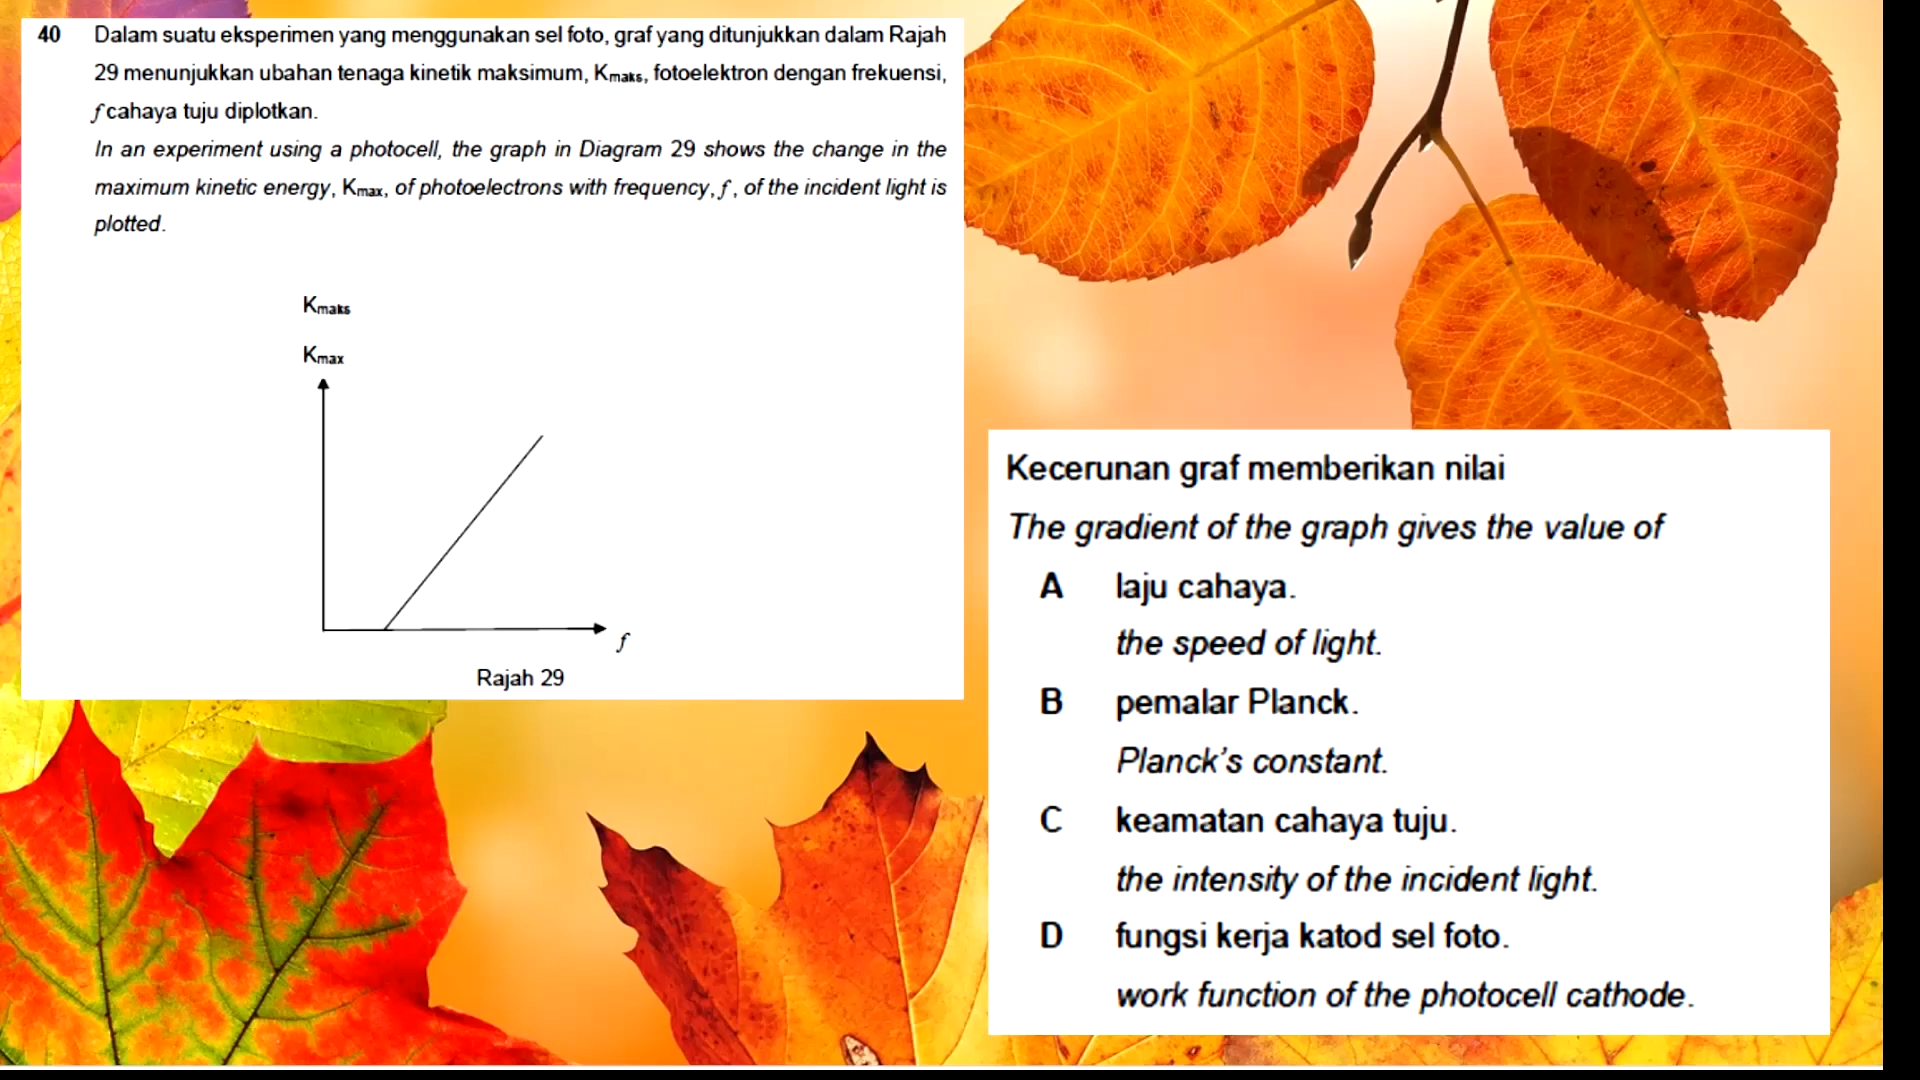 40 Dalam suatu eksperimen yang menggunakan sel foto, graf yang ditunjukkan dalam Rajah
29 menunjukkan ubahan tenaga kinetik maksimum, Kmaks, fotoelektron dengan frekuensi,
f cahaya tuju diplotkan.
In an experiment using a photocell, the graph in Diagram 29 shows the change in the
maximum kinetic energy, Kmax, of photoelectrons with frequency, f, of the incident light is
plotted.
Kmaks
Kmax
f
Rajah 29
Kecerunan graf memberikan nilai
The gradient of the graph gives the value of
A laju cahaya.
the speed of light.
B pemalar Planck.
Planck's constant.
C keamatan cahaya tuju.
the intensity of the incident light.
D fungsi kerja katod sel foto.
work function of the photocell cathode.